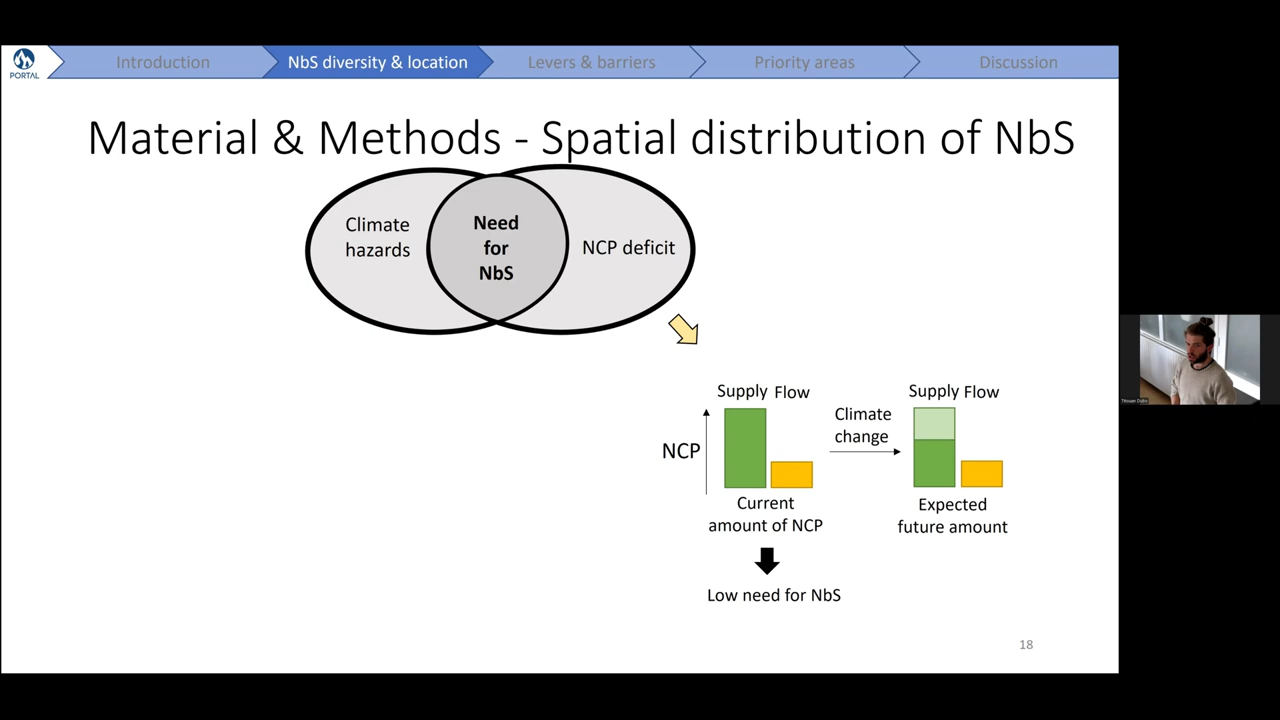 PORTAL
Introduction
NbS diversity & location
Levers & barriers
Priority areas
Discussion
Material & Methods - Spatial distribution of NbS
Climate
hazards
Need
for
NbS
NCP deficit
Supply Flow
NCP
Current
amount of NCP
Climate
change
Supply Flow
Expected
future amount
Low need for NbS
18